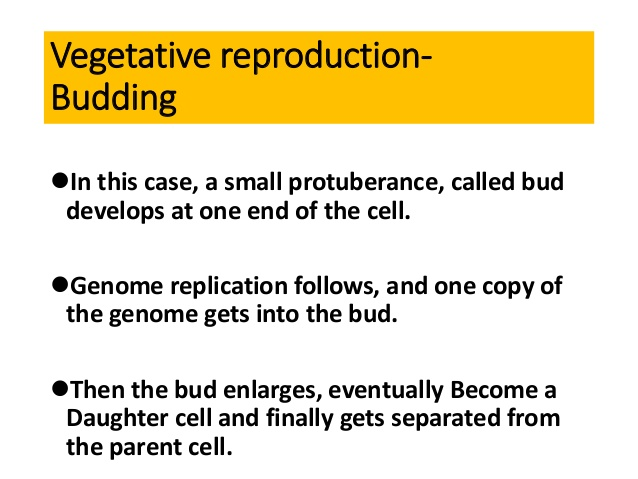 Vegetative reproduction-
Budding
●In this case, a small protuberance, called bud
develops at one end of the cell.
●Genome replication follows, and one copy of
the genome gets into the bud.
●Then the bud enlarges, eventually Become a
Daughter cell and finally gets separated from
the parent cell.